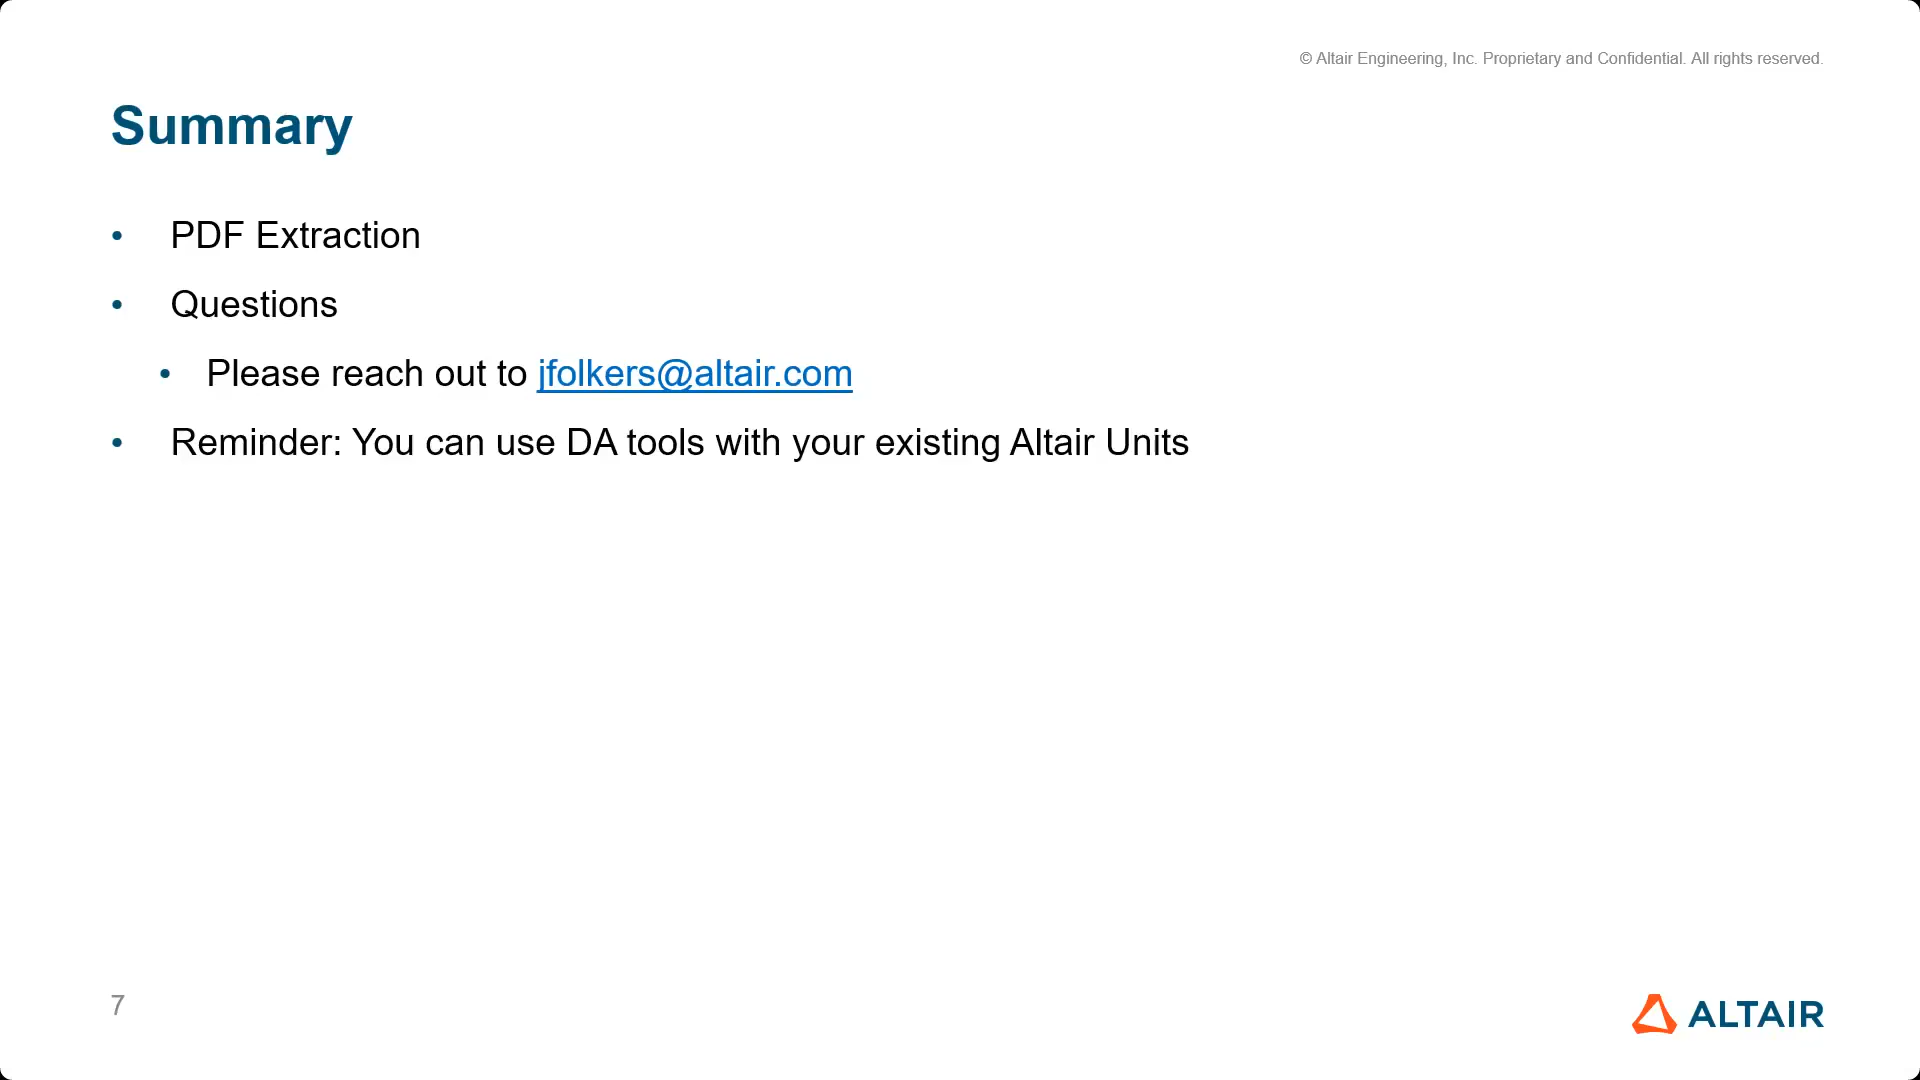 © Altair Engineering, Inc. Proprietary and Confidential. All rights reserved.
Summary
• PDF Extraction
• Questions
• Please reach out to jfolkers@altair.com
• Reminder: You can use DA tools with your existing Altair Units
7
ALTAIR